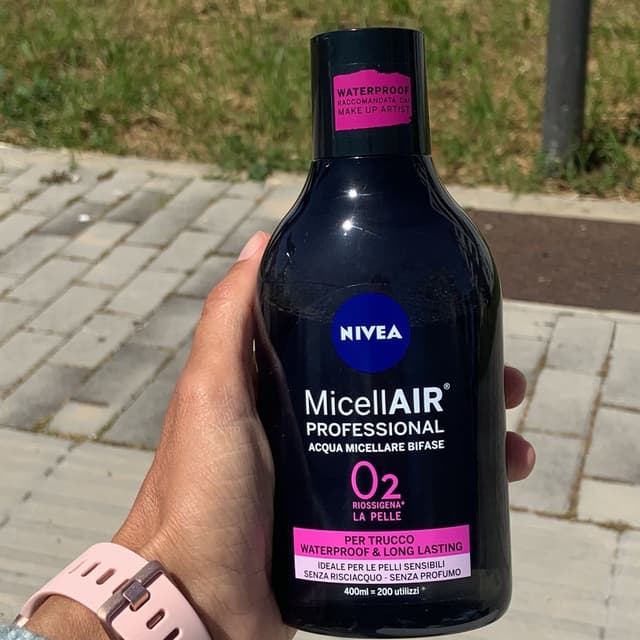 WATERPROOF
RACCOMANDATA DAI
MAKE UP ARTIST
NIVEA
MicellAIR®
PROFESSIONAL
ACQUA MICELLARE BIFASE
O2
RIOSSIGENA*
LA PELLE
PER TRUCCO
WATERPROOF & LONG LASTING
IDEALE PER LE PELLI SENSIBILI
SENZA RISCIACQUO - SENZA PROFUMO
400ml = 200 utilizzi